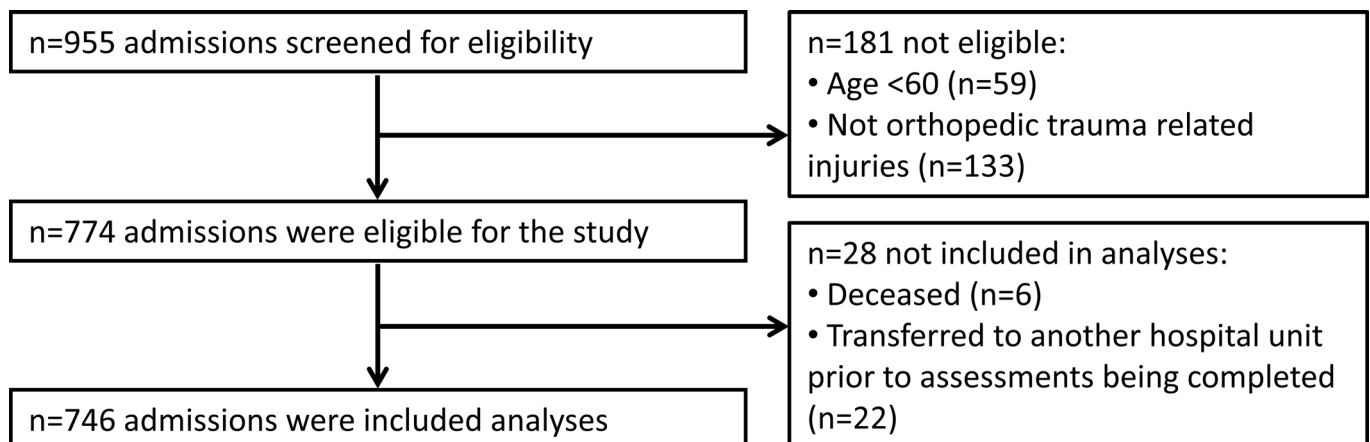 n=955 admissions screened for eligibility
n=181 not eligible:
• Age <60 (n=59)
• Not orthopedic trauma related
injuries (n=133)
n=774 admissions were eligible for the study
n=28 not included in analyses:
• Deceased (n=6)
• Transferred to another hospital unit
prior to assessments being completed
(n=22)
n=746 admissions were included analyses